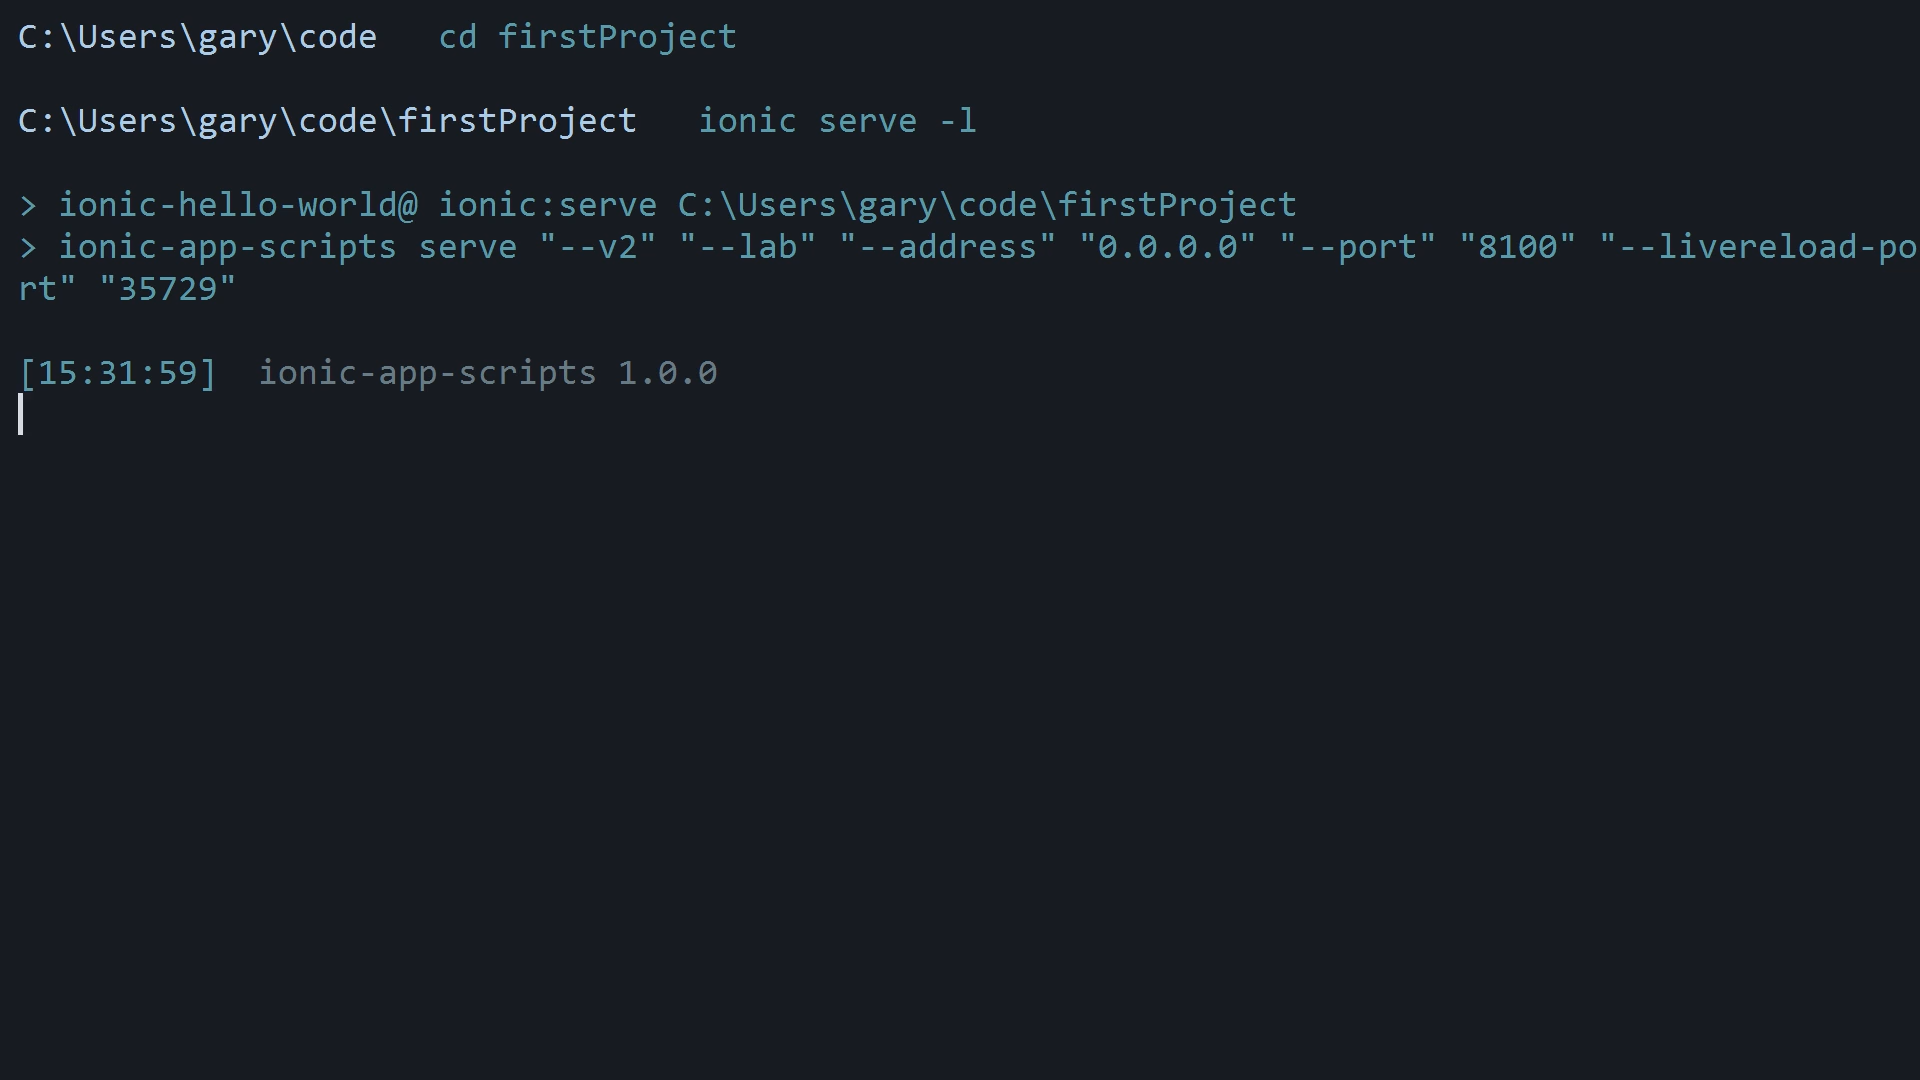 C:\Users\gary\code   cd firstProject
C:\Users\gary\code\firstProject   ionic serve -l
> ionic-hello-world@ ionic:serve C:\Users\gary\code\firstProject
> ionic-app-scripts serve "--v2" "--lab" "--address" "0.0.0.0" "--port" "8100" "--livereload-po
rt" "35729"
[15:31:59]  ionic-app-scripts 1.0.0